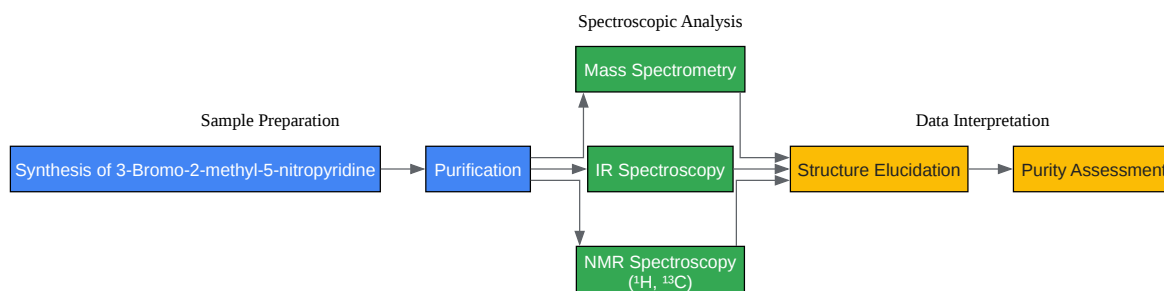 Spectroscopic Analysis
Mass Spectrometry
Sample Preparation
Data Interpretation
Synthesis of 3-Bromo-2-methyl-5-nitropyridine
Purification
IR Spectroscopy
Structure Elucidation
Purity Assessment
NMR Spectroscopy
(¹H, ¹³C)